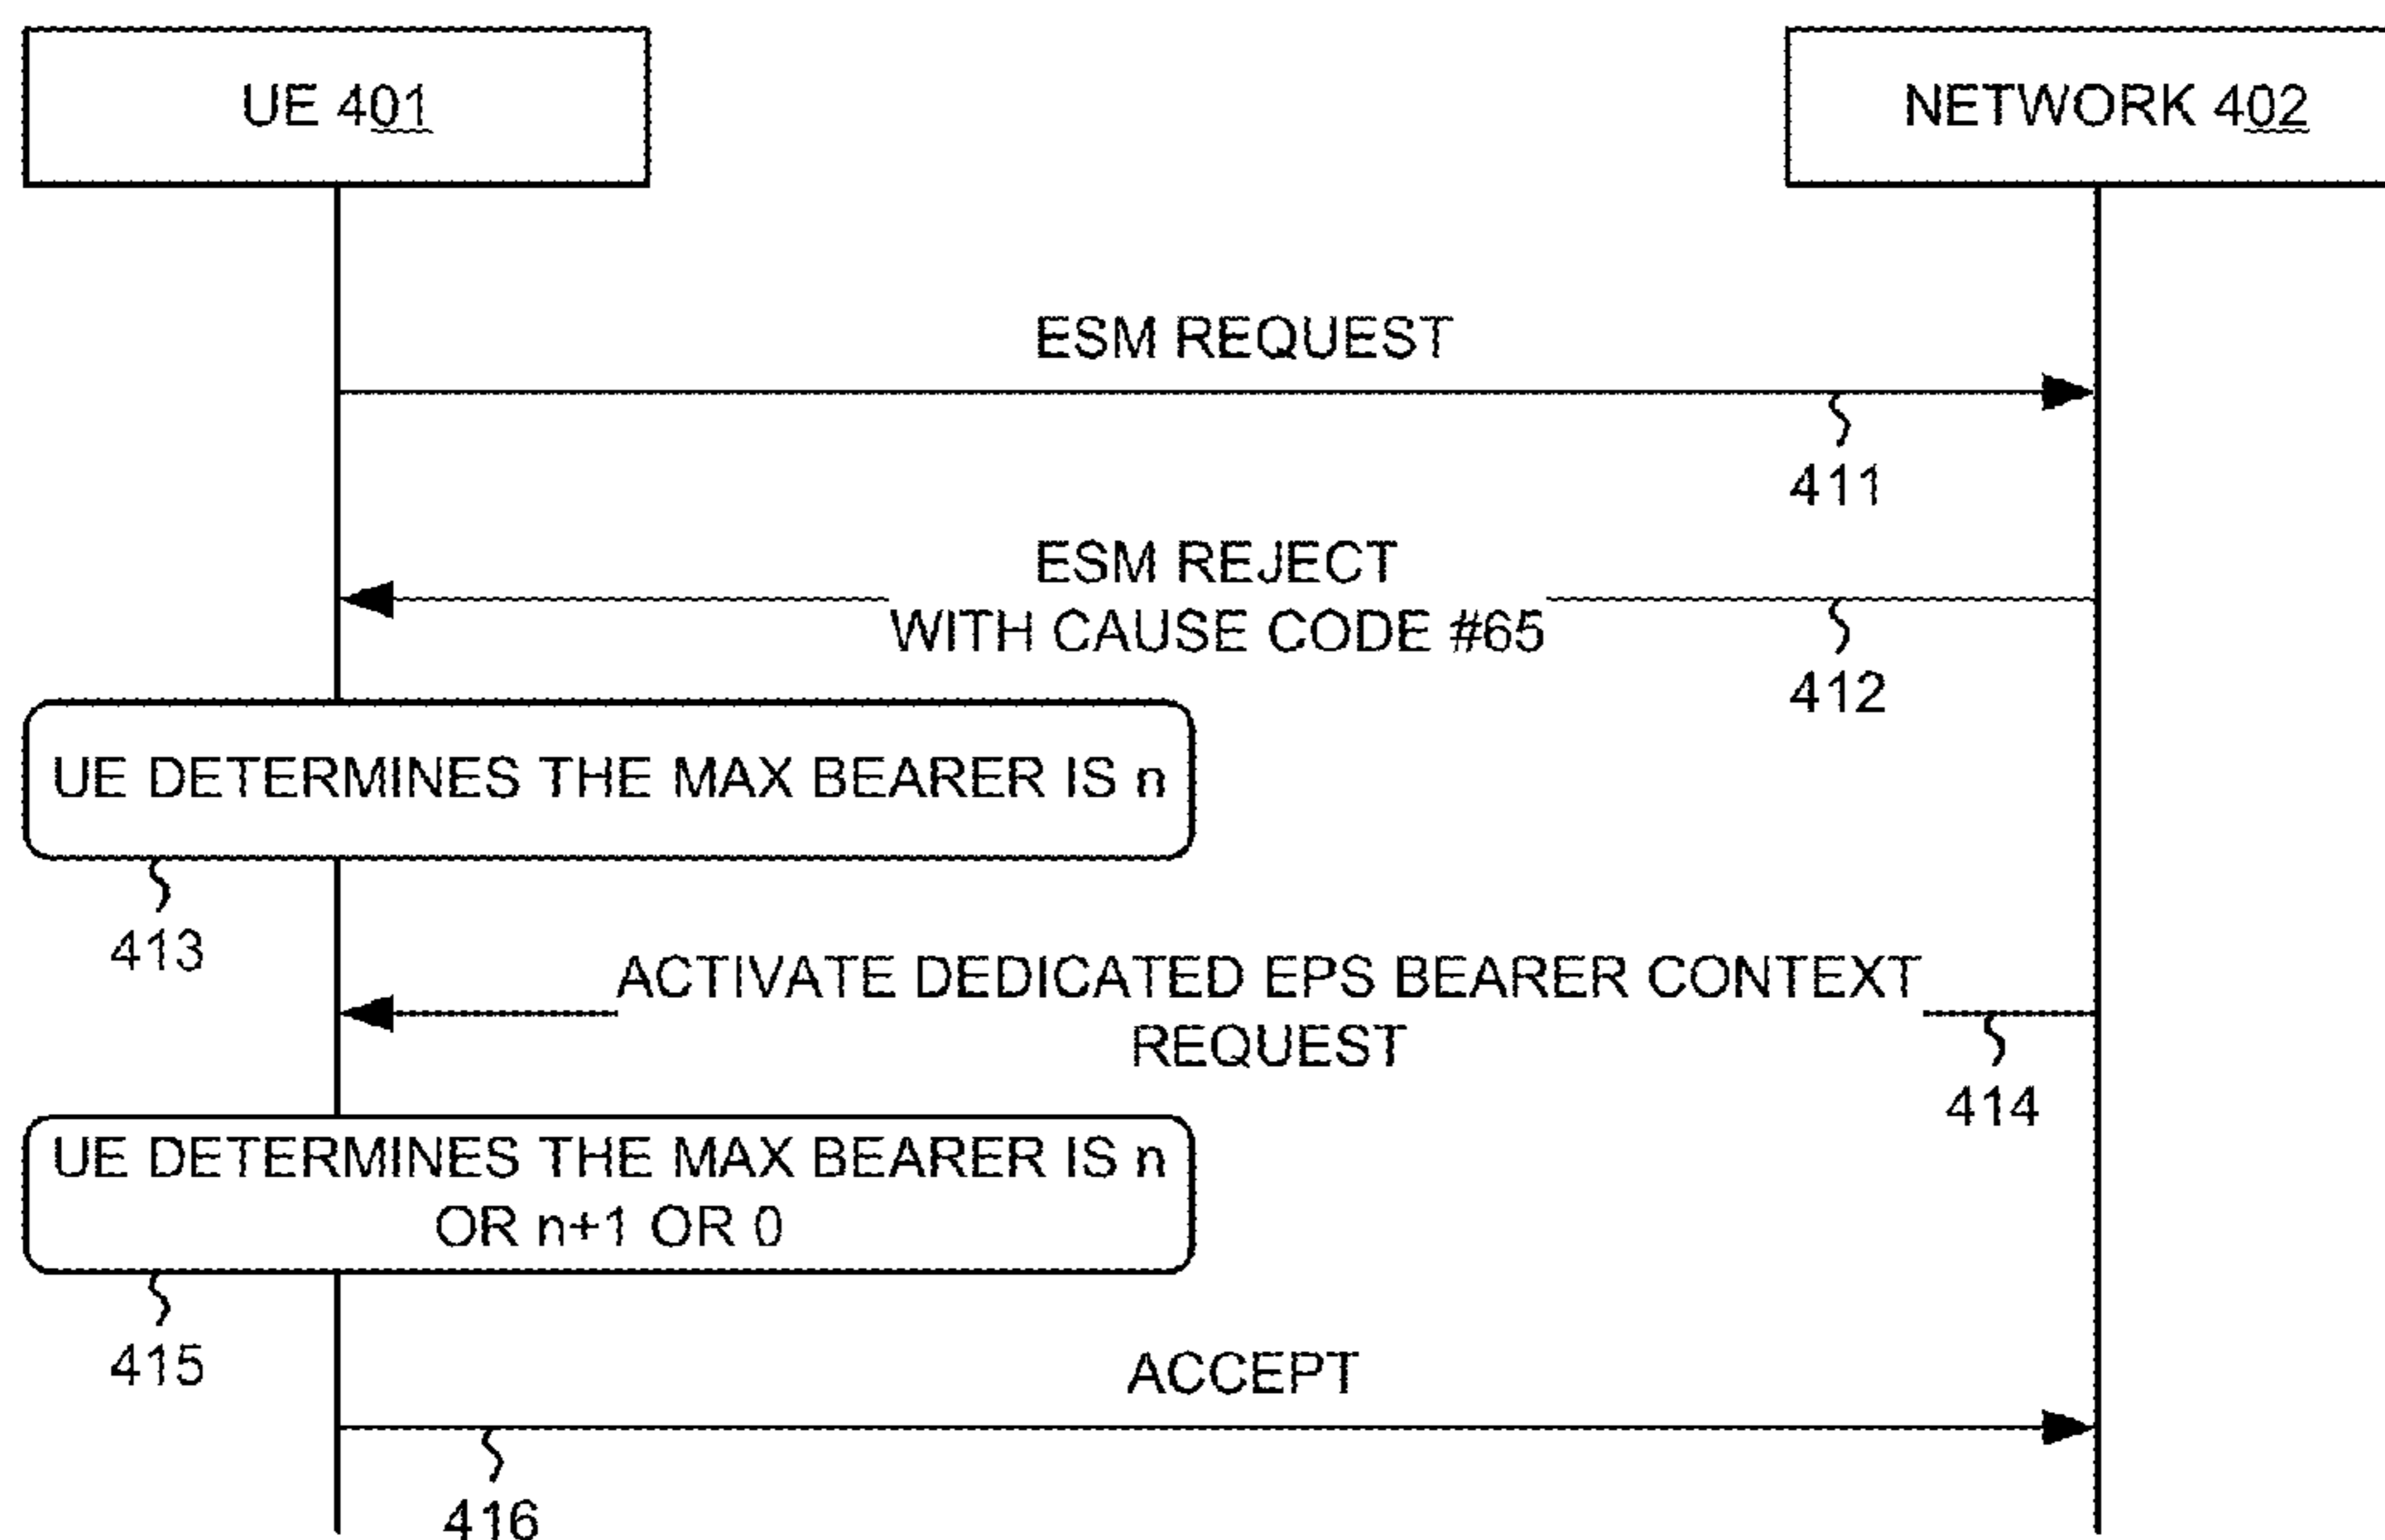 UE 401
NETWORK 402
ESM REQUEST
411
ESM REJECT
WITH CAUSE CODE #65
412
UE DETERMINES THE MAX BEARER IS n
413
ACTIVATE DEDICATED EPS BEARER CONTEXT
REQUEST
414
UE DETERMINES THE MAX BEARER IS n
OR n+1 OR 0
415
ACCEPT
416